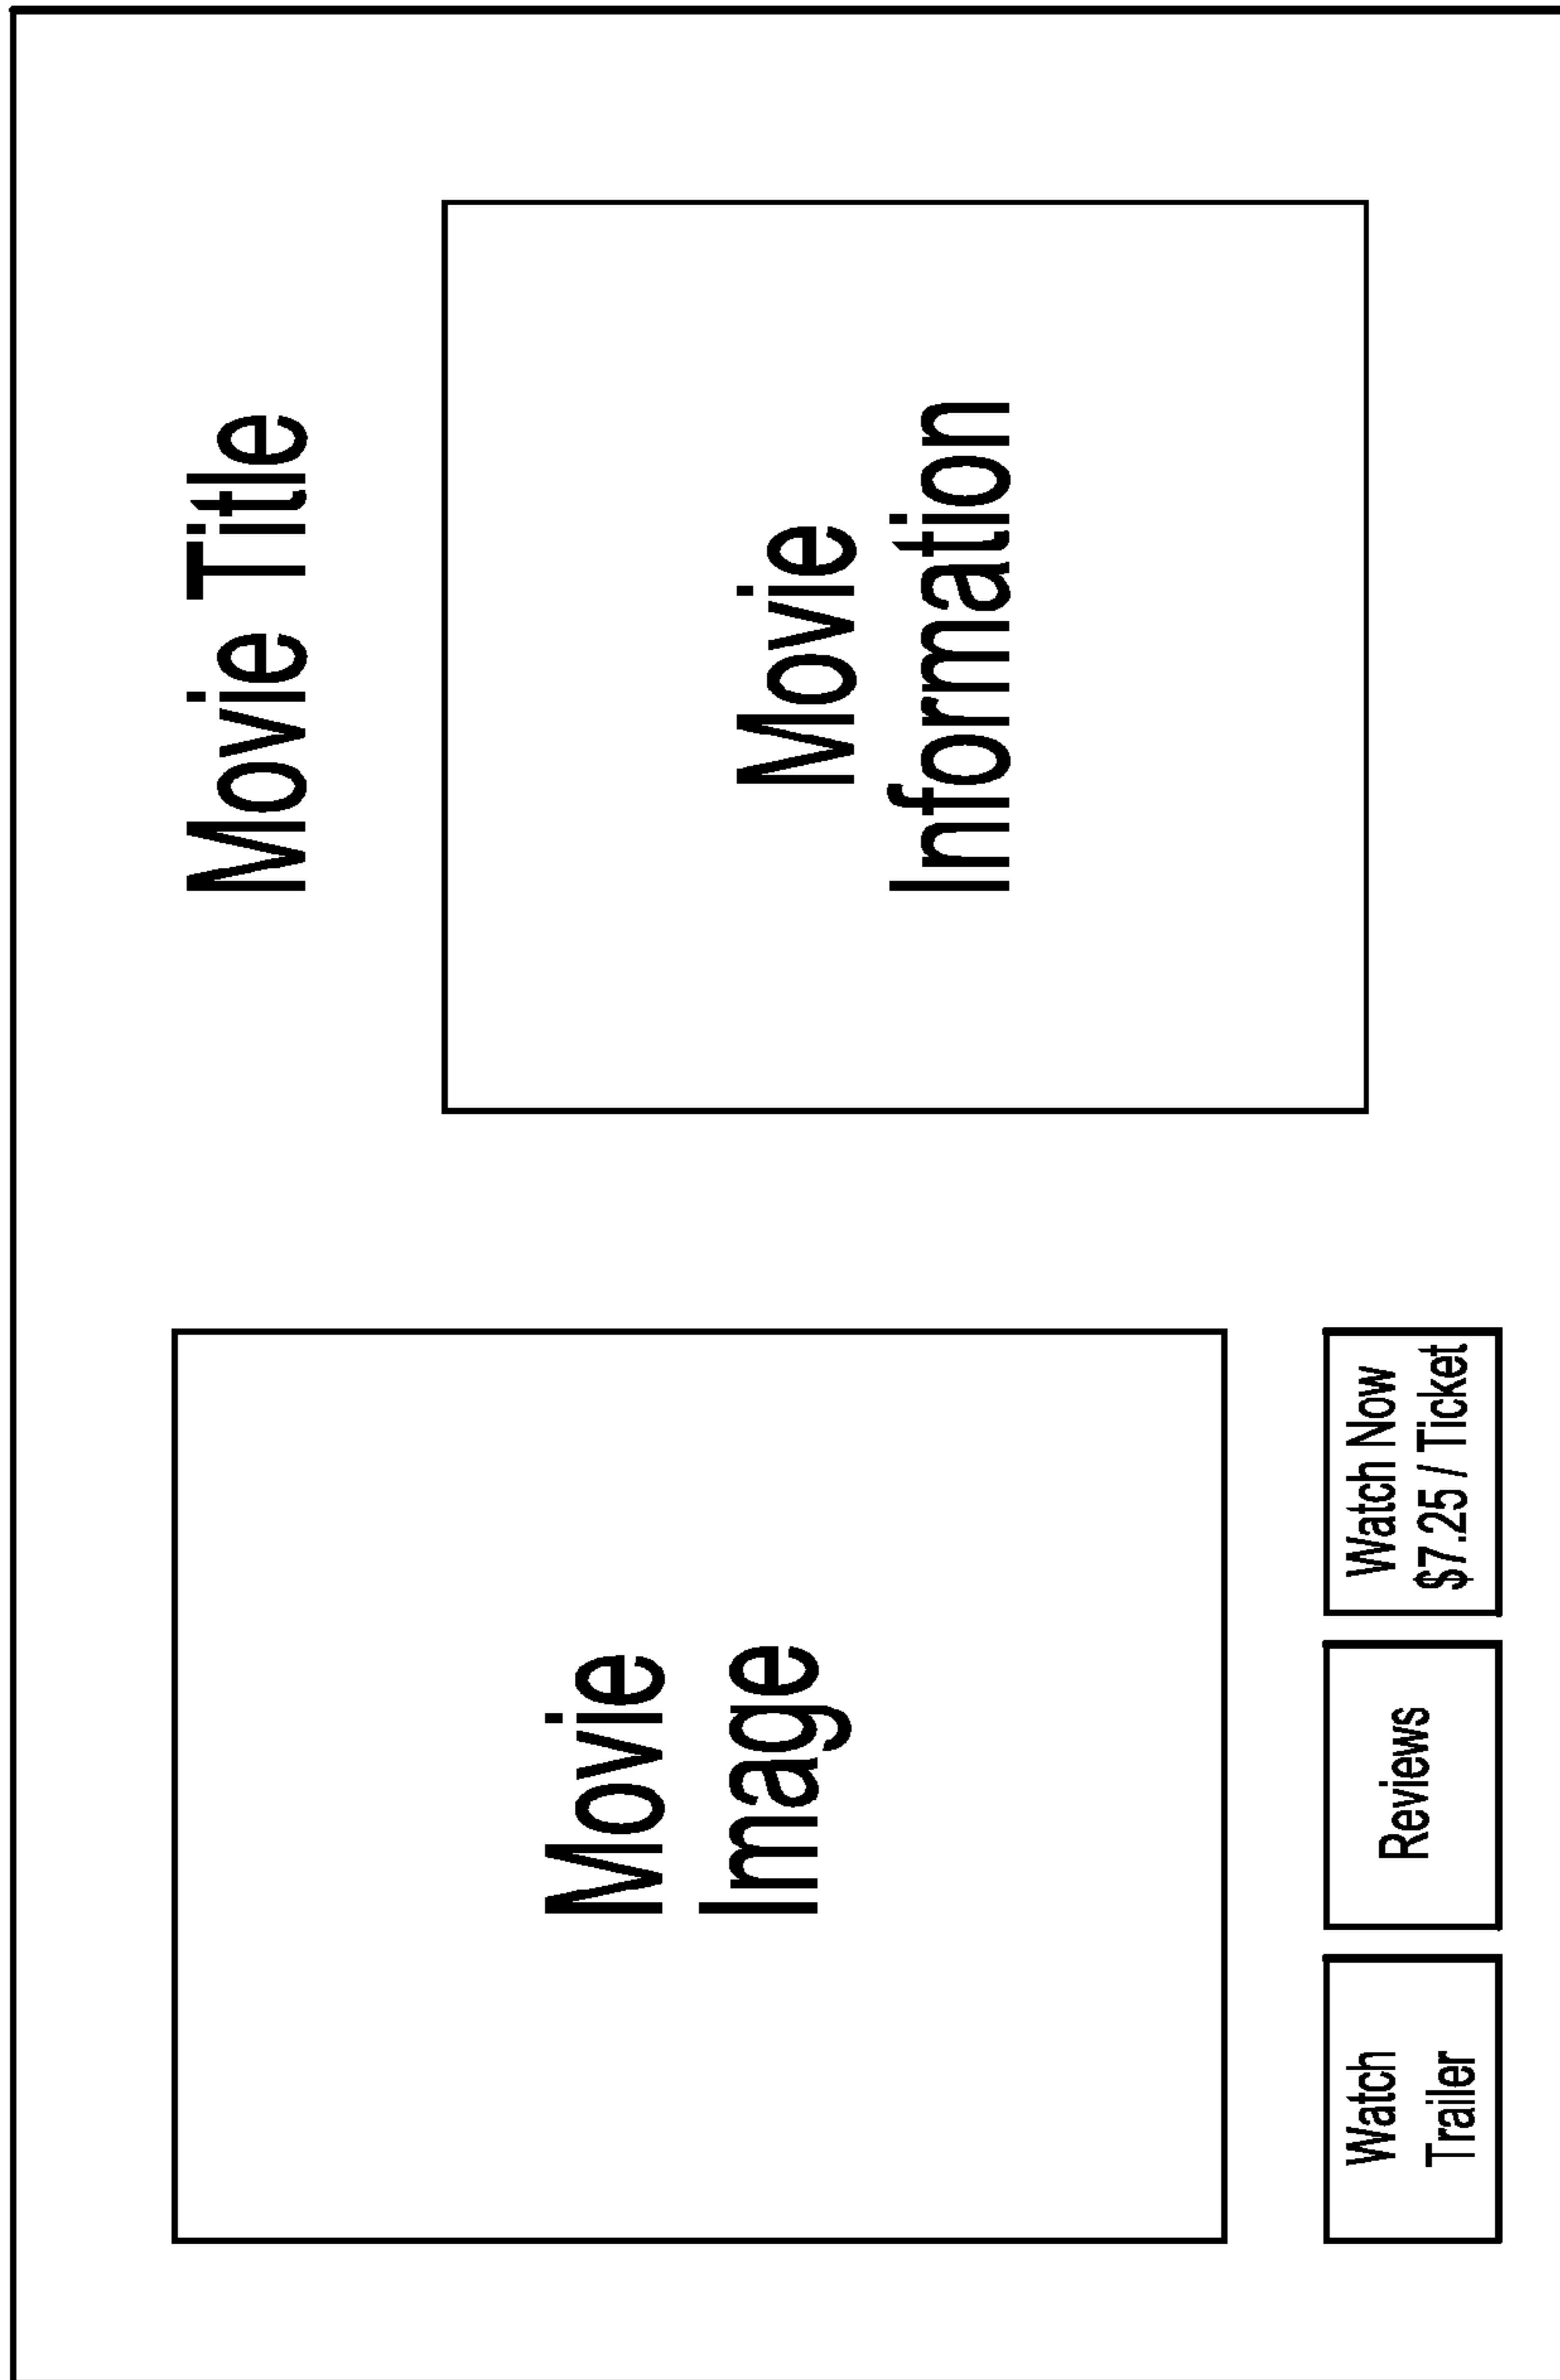 Movie Title
Movie
Image
Movie
Information
Watch
Trailer
Reviews
Watch Now
$7.25 / Ticket